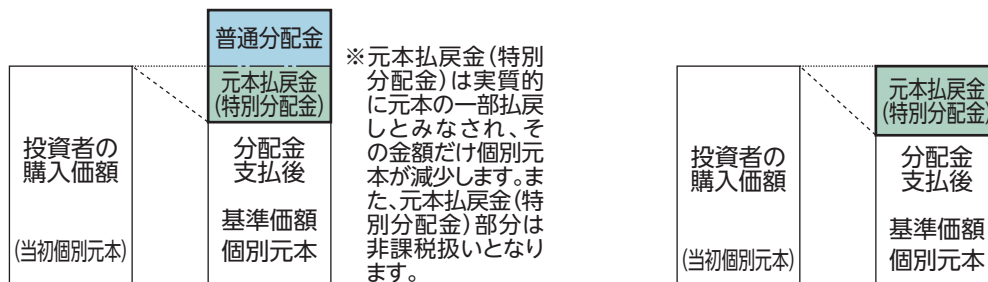 普通分配金
元本払戻金
(特別分配金)
投資者の
購入価額
(当初個別元本)
分配金
支払後
基準価額
個別元本
※元本払戻金(特別
分配金)は実質的
に元本の一部払戻
しとみなされ、そ
の金額だけ個別元
本が減少します。ま
た、元本払戻金(特
別分配金)部分は
非課税扱いとなり
ます。
元本払戻金
(特別分配金)
投資者の
購入価額
(当初個別元本)
分配金
支払後
基準価額
個別元本